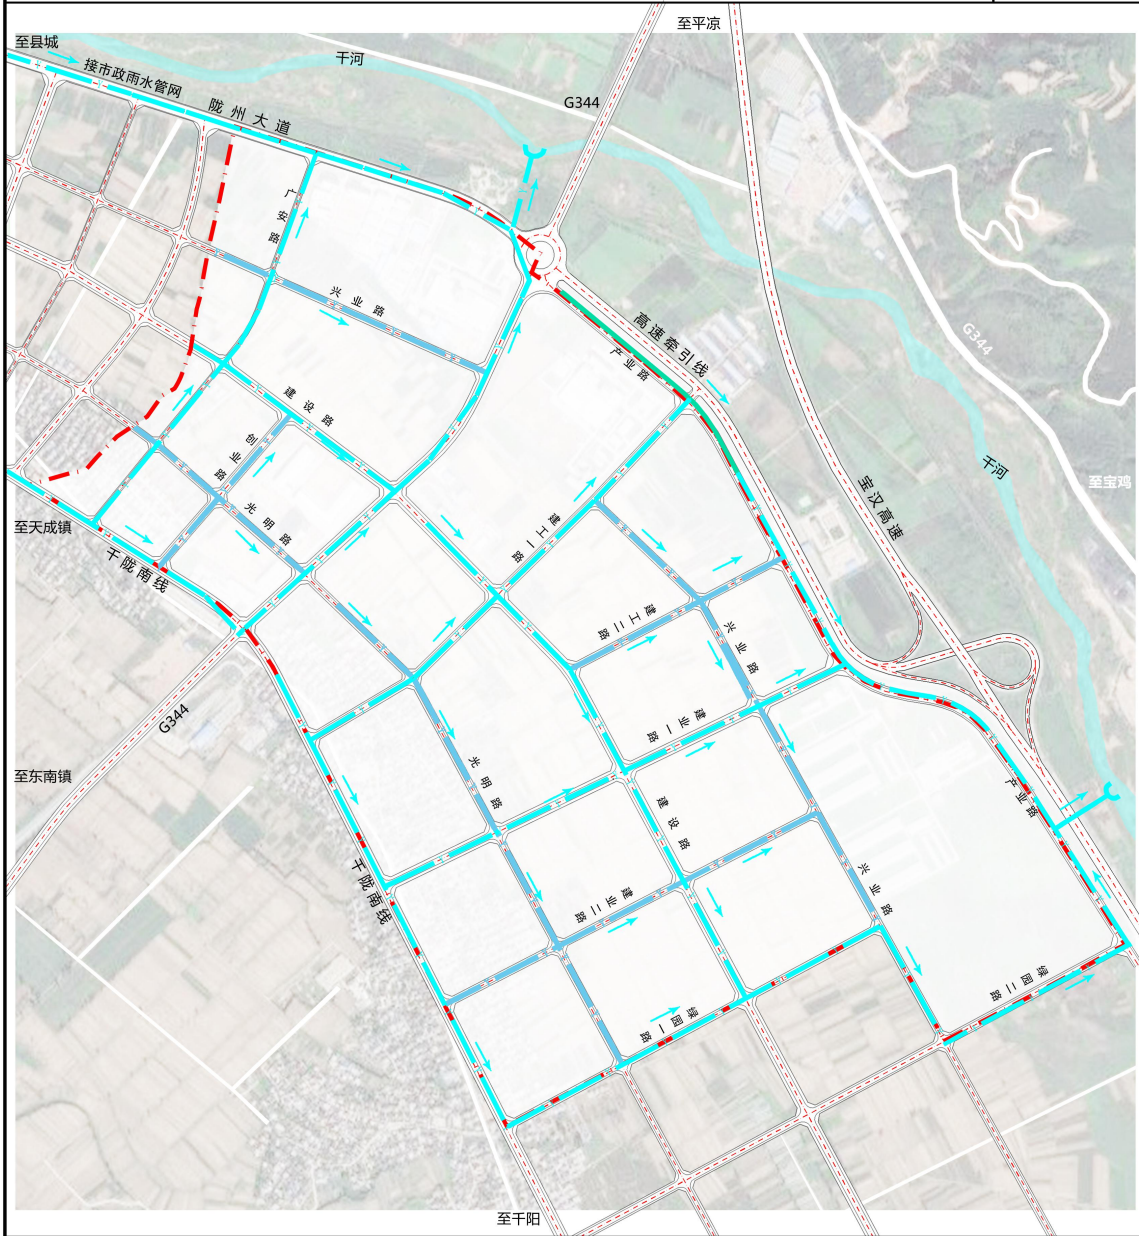 至平凉
至县城
干河
接市政雨水管网
陇州大道
G344
广安路
兴业路
高速牵引线
产业路
G344
建设路
创业路
光明路
建工一路
宝汉高速
干河
至宝鸡
至天成镇
千陇南线
建工二路
兴业路
G344
建业一路
光明路
至东南镇
建设路
产业路
千陇南线
兴业路
建业二路
绿园二路
绿园一路
至千阳